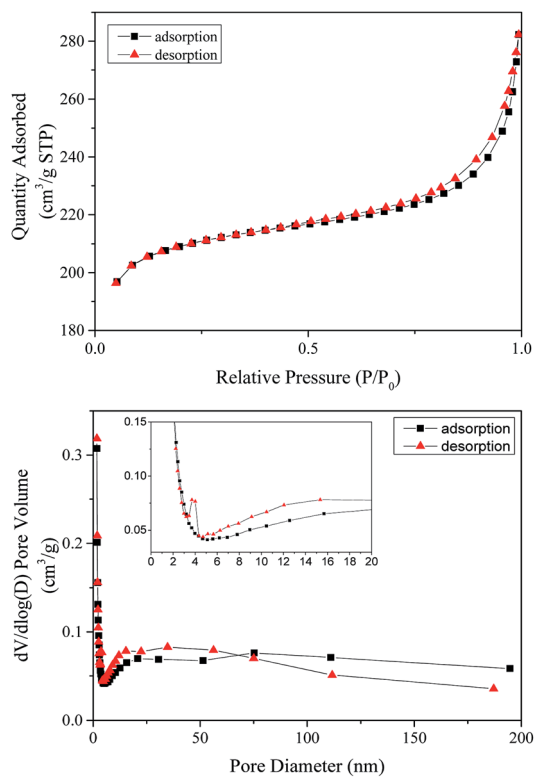 280
260
240
220
200
180
Quantity Adsorbed
(cm³/g STP)
adsorption
desorption
0.0 0.5 1.0
Relative Pressure (P/P₀)
0.3
0.2
0.1
0.0
dV/dlog(D) Pore Volume
(cm³/g)
0.15
0.10
0.05
0 2 4 6 8 10 12 14 16 18 20
adsorption
desorption
0 50 100 150 200
Pore Diameter (nm)